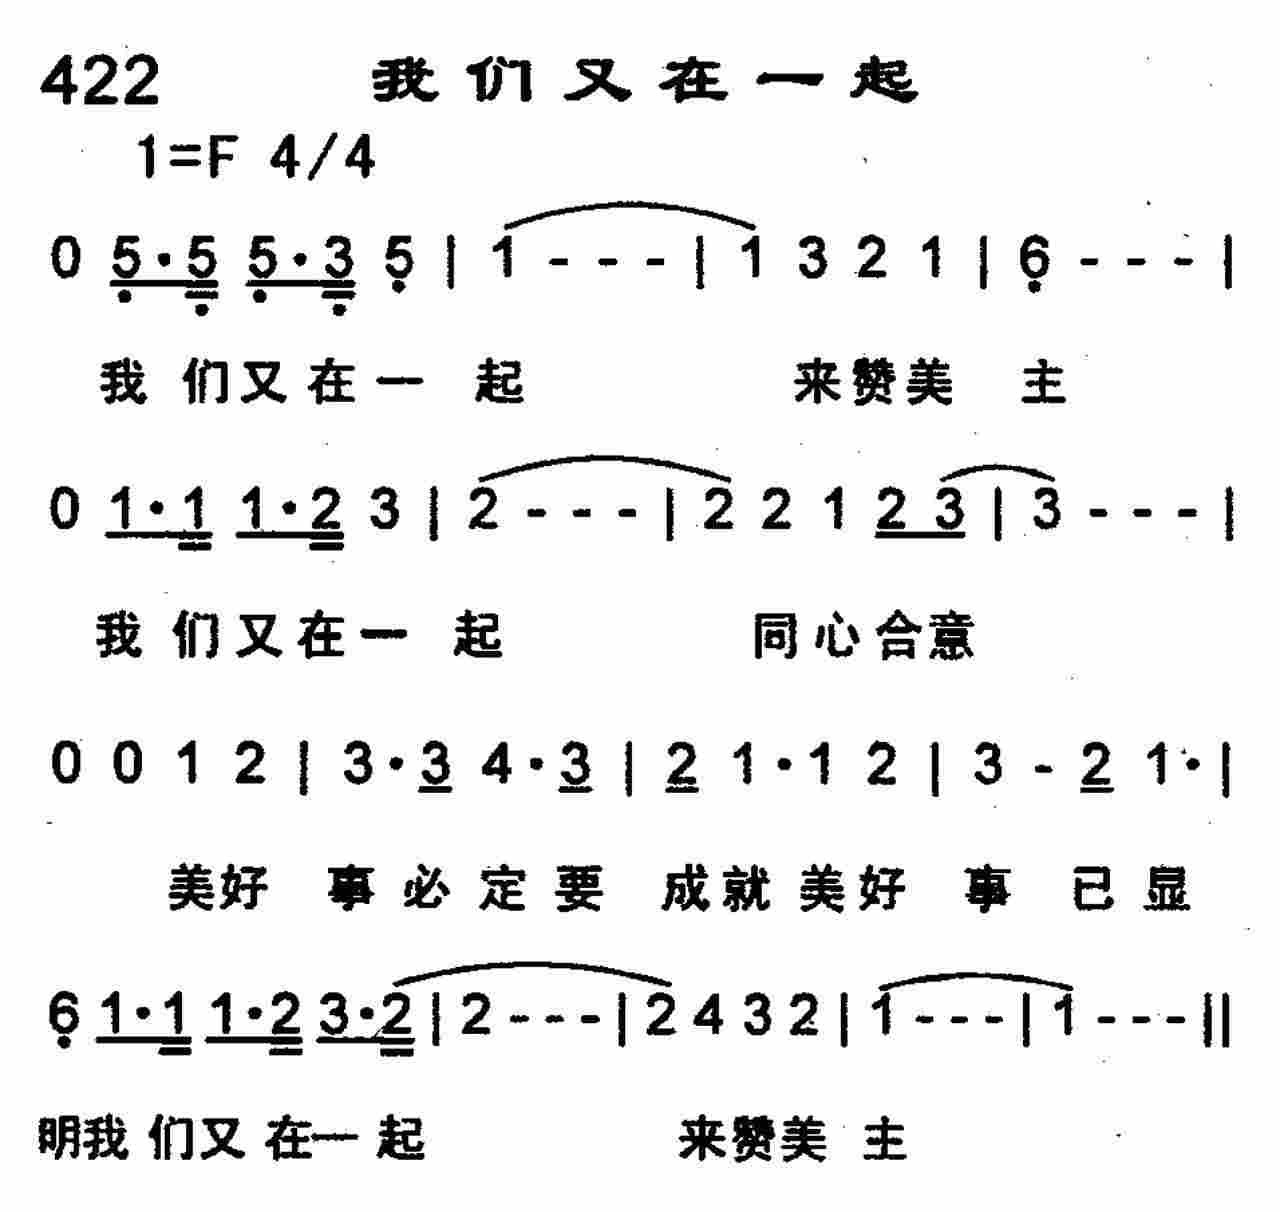 422 我们又在一起
1=F 4/4
0 5·5 5·3 5 | 1 - - - | 1 3 2 1 | 6 - - - |
我们又在一起 来赞美主
0 1·1 1·2 3 | 2 - - - | 2 2 1 2 3 | 3 - - - |
我们又在一起 同心合意
0 0 1 2 | 3·3 4·3 | 2 1·1 2 | 3 - 2 1· |
美好事必定要成就美好事已显
6 1·1 1·2 3·2 | 2 - - - | 2 4 3 2 | 1 - - - | 1 - - - ||
明我们又在一起 来赞美主